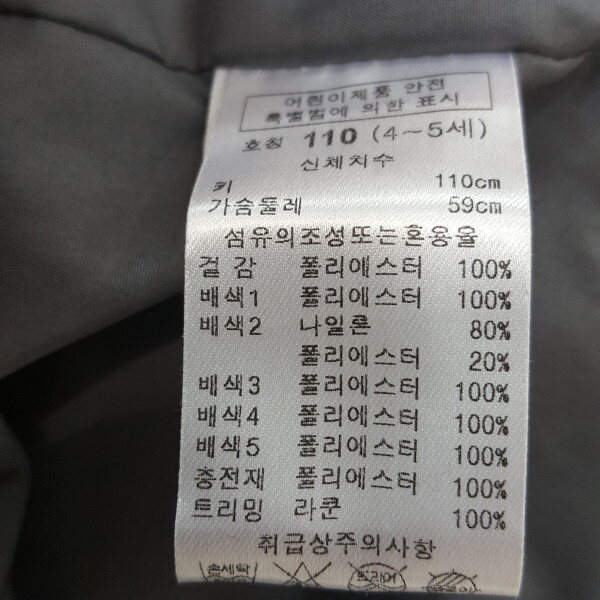 어린이제품 안전
특별법에 의한 표시
호칭 110 (4~5세)
신체치수
키 110cm
가슴둘레 59cm
섬유의조성또는혼용율
겉 감 폴리에스터 100%
배색1 폴리에스터 100%
배색2 나일론 80%
폴리에스터 20%
배색3 폴리에스터 100%
배색4 폴리에스터 100%
배색5 폴리에스터 100%
충전재 폴리에스터 100%
트리밍 라쿤 100%
취급상주의사항
손세탁 드라이